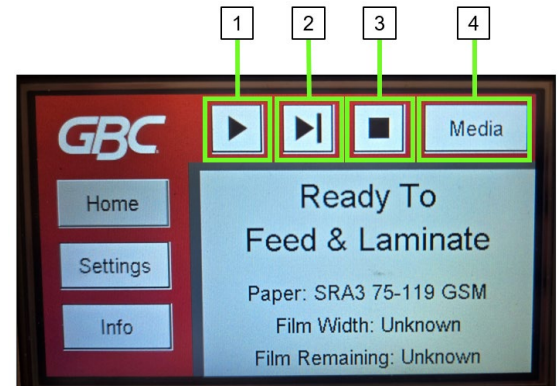 1 2 3 4
GBC
Media
Home
Settings
Info
Ready To
Feed & Laminate
Paper: SRA3 75-119 GSM
Film Width: Unknown
Film Remaining: Unknown